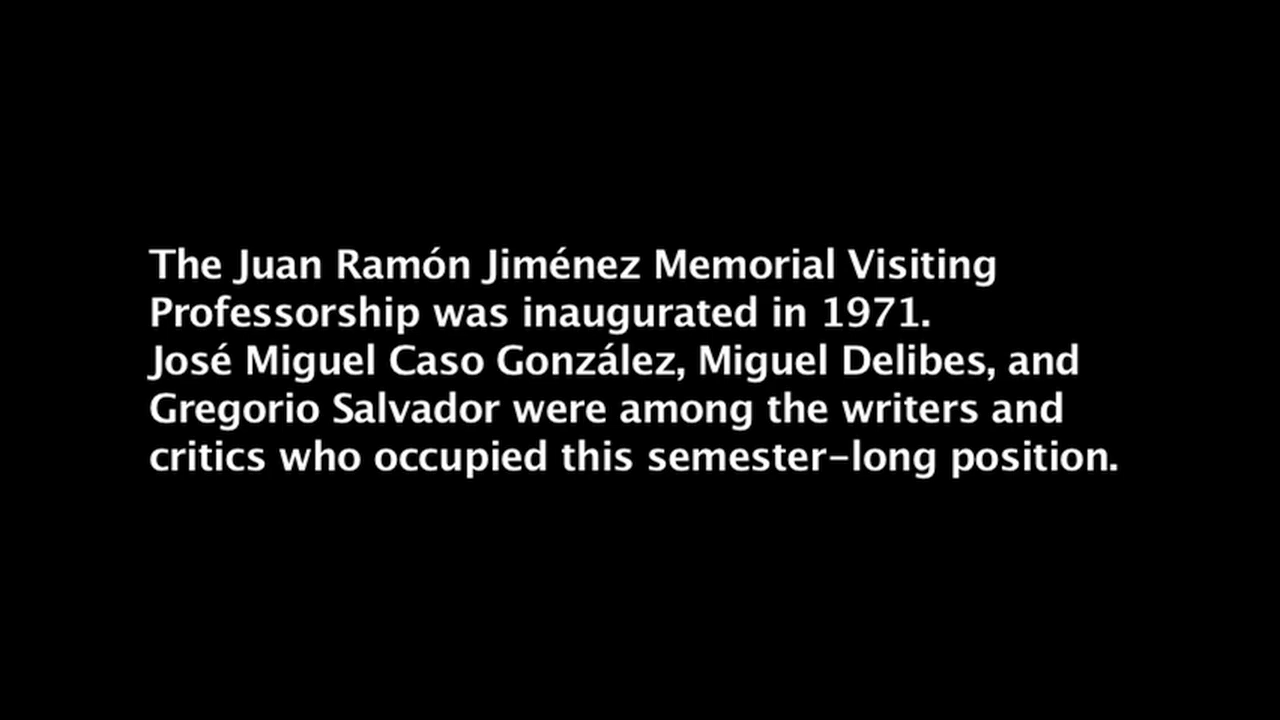 The Juan Ramón Jiménez Memorial Visiting
Professorship was inaugurated in 1971.
José Miguel Caso González, Miguel Delibes, and
Gregorio Salvador were among the writers and
critics who occupied this semester-long position.